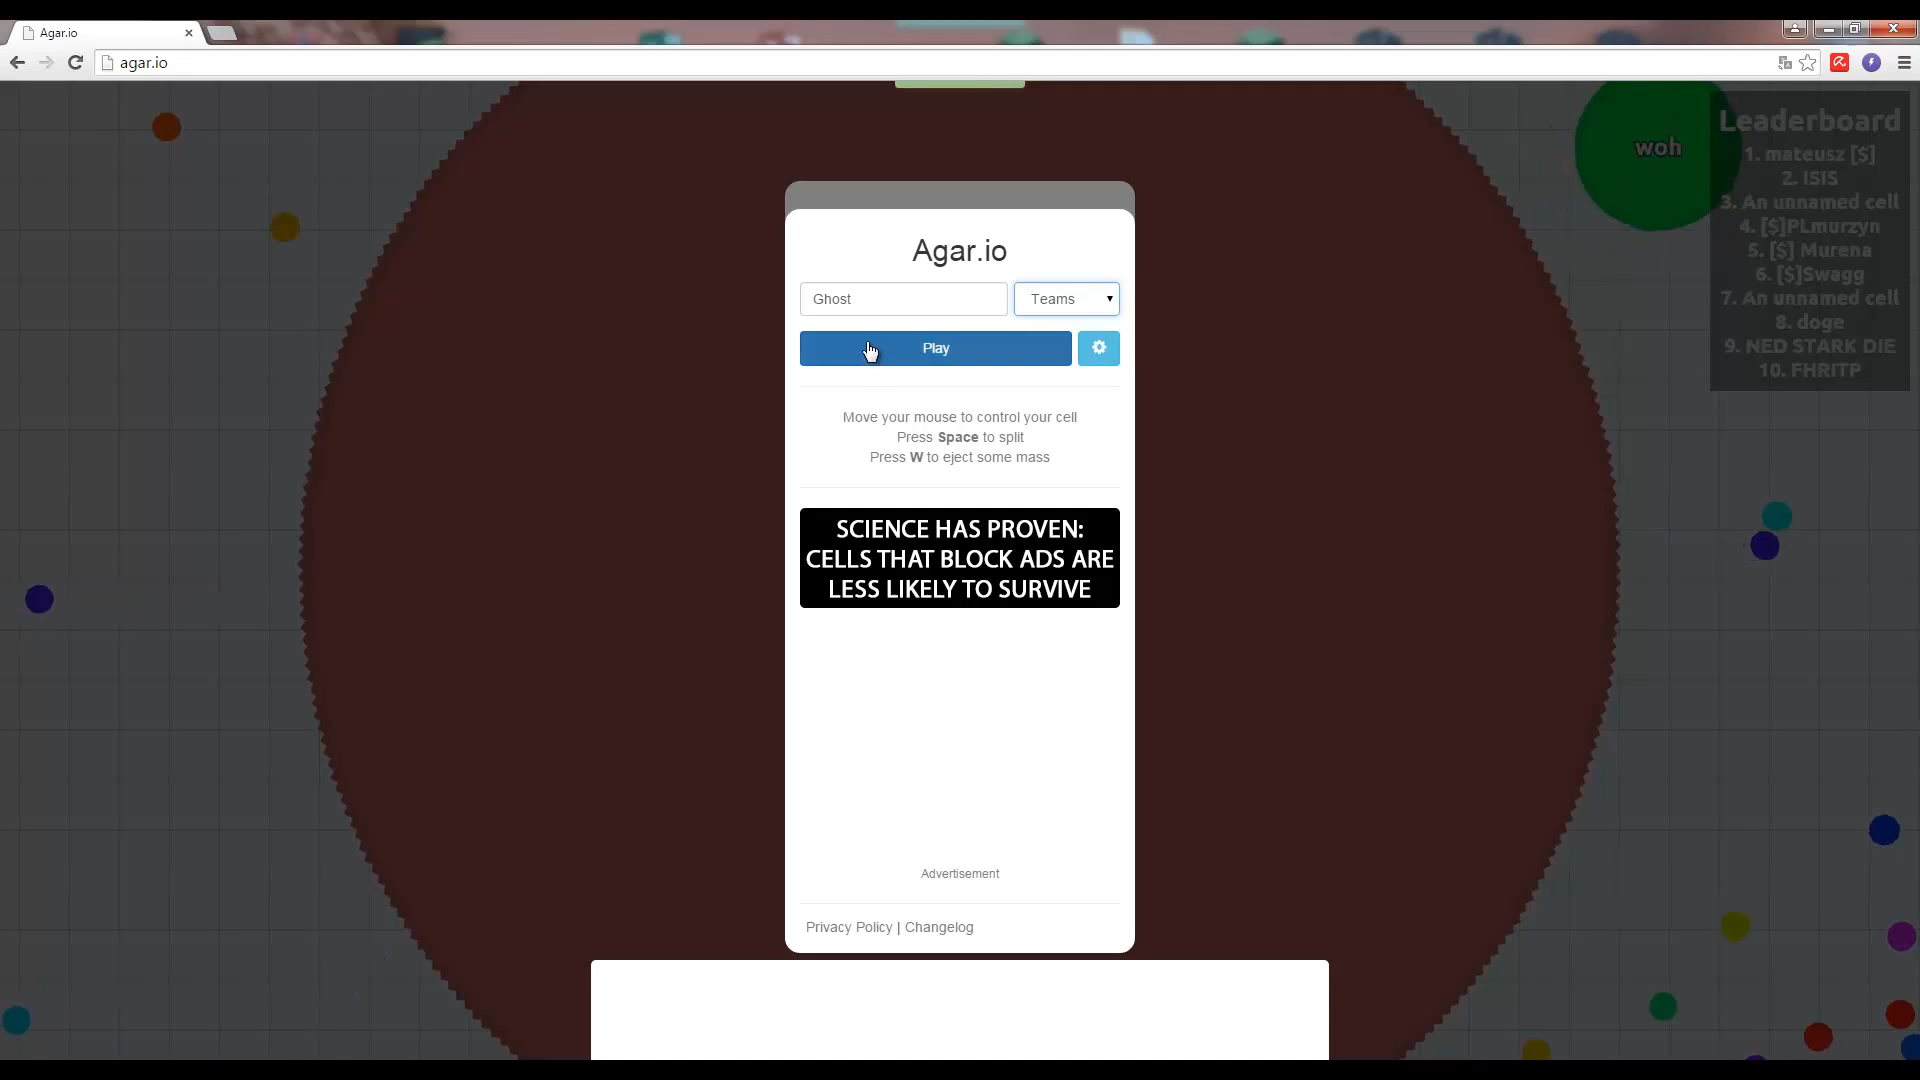 Agar.io
agar.io
Leaderboard
1. mateusz [$]
2. ISIS
3. An unnamed cell
4. [$]PLmurzyn
5. [$] Murena
6. [$]Swagg
7. An unnamed cell
8. doge
9. NED STARK DIE
10. FHRITP
woh
Agar.io
Ghost
Teams
Play
Move your mouse to control your cell
Press Space to split
Press W to eject some mass
SCIENCE HAS PROVEN:
CELLS THAT BLOCK ADS ARE
LESS LIKELY TO SURVIVE
Advertisement
Privacy Policy | Changelog